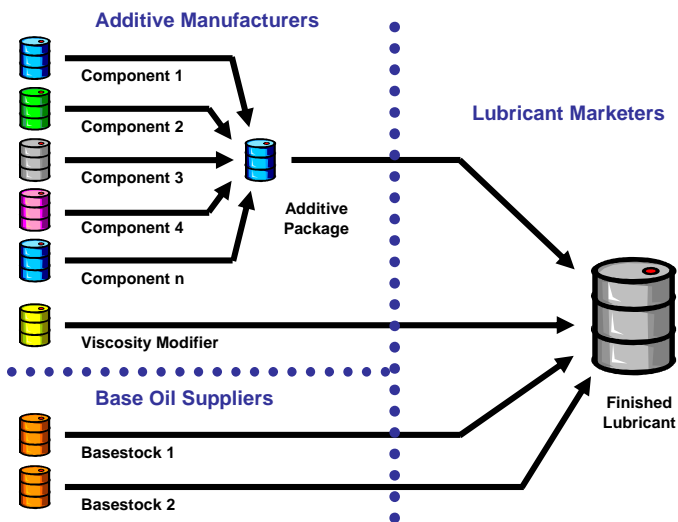 Additive Manufacturers
Component 1
Component 2
Component 3
Component 4
Component n
Additive
Package
Viscosity Modifier
Lubricant Marketers
Base Oil Suppliers
Basestock 1
Basestock 2
Finished
Lubricant